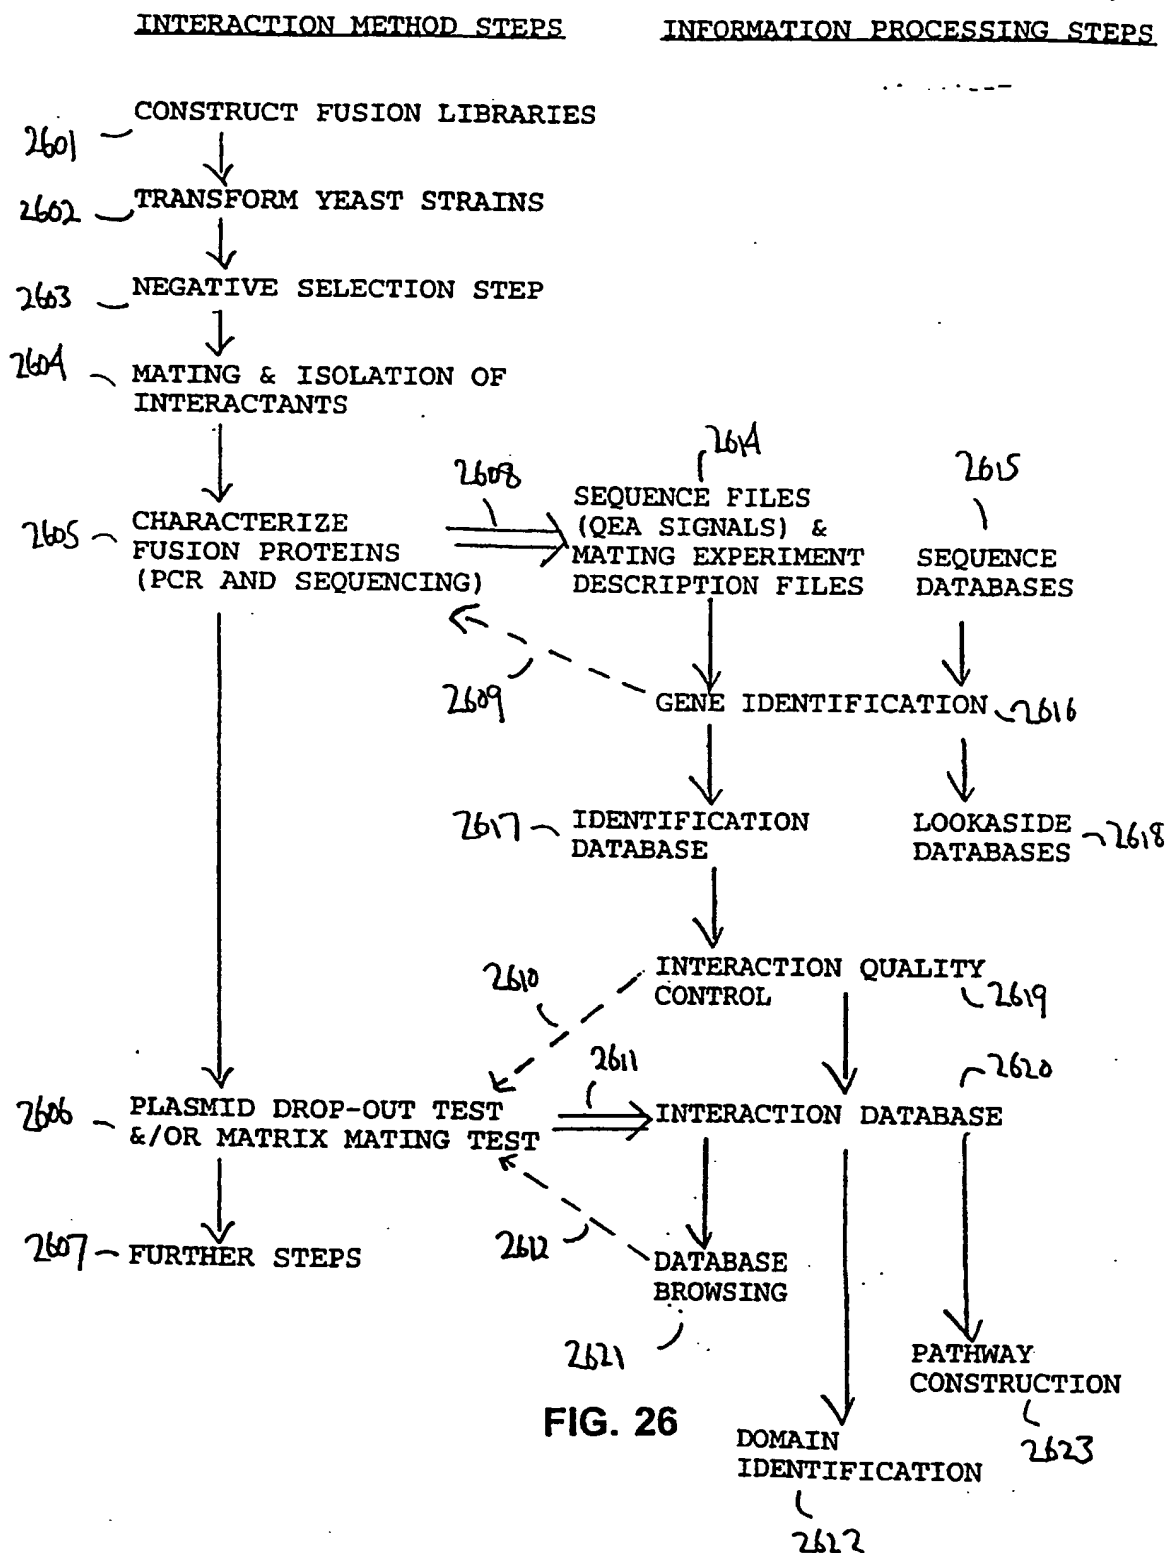 INTERACTION METHOD STEPS
INFORMATION PROCESSING STEPS
CONSTRUCT FUSION LIBRARIES
2601
TRANSFORM YEAST STRAINS
2602
NEGATIVE SELECTION STEP
2603
2604
MATING & ISOLATION OF
INTERACTANTS
2614
2608
2615
2605
CHARACTERIZE
FUSION PROTEINS
(PCR AND SEQUENCING)
SEQUENCE FILES
(QEA SIGNALS) &
MATING EXPERIMENT
DESCRIPTION FILES
SEQUENCE
DATABASES
2609
GENE IDENTIFICATION
2616
2617
IDENTIFICATION
DATABASE
LOOKASIDE
DATABASES
2618
2610
INTERACTION QUALITY
CONTROL
2619
2611
2620
2606
PLASMID DROP-OUT TEST
&/OR MATRIX MATING TEST
INTERACTION DATABASE
2607
FURTHER STEPS
2612
DATABASE
BROWSING
2621
PATHWAY
CONSTRUCTION
2623
FIG. 26
DOMAIN
IDENTIFICATION
2622